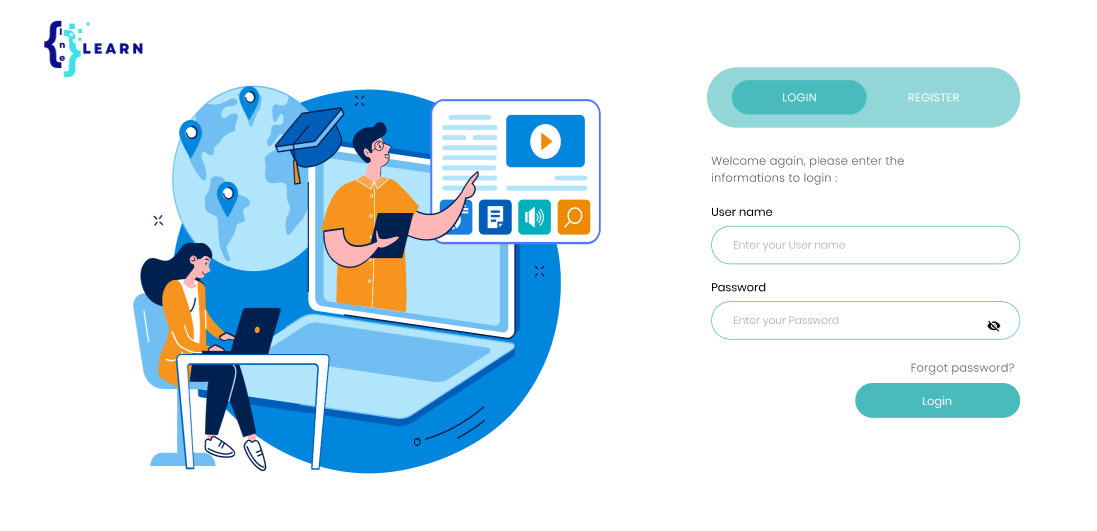 ine
LEARN
LOGIN
REGISTER
Welcome again, please enter the
informations to login :
User name
Enter your User name
Password
Enter your Password
Forgot password?
Login